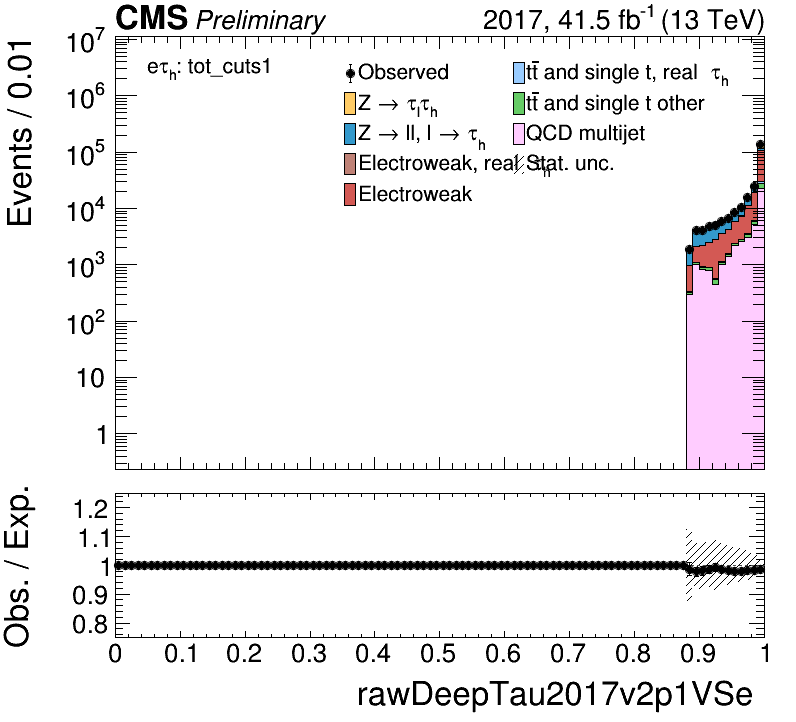 CMS Preliminary 2017, 41.5 fb⁻¹ (13 TeV)
Events / 0.01
10⁷
10⁶
10⁵
10⁴
10³
10²
10
1
eτₕ: tot_cuts1
Observed
Z → τₗτₕ
Z → ll, l → τₕ
Electroweak, real τₕ
Electroweak
tt̄ and single t, real τₕ
tt̄ and single t other
QCD multijet
Stat. unc.
Obs. / Exp.
1.2
1.1
1
0.9
0.8
0 0.1 0.2 0.3 0.4 0.5 0.6 0.7 0.8 0.9 1
rawDeepTau2017v2p1VSe